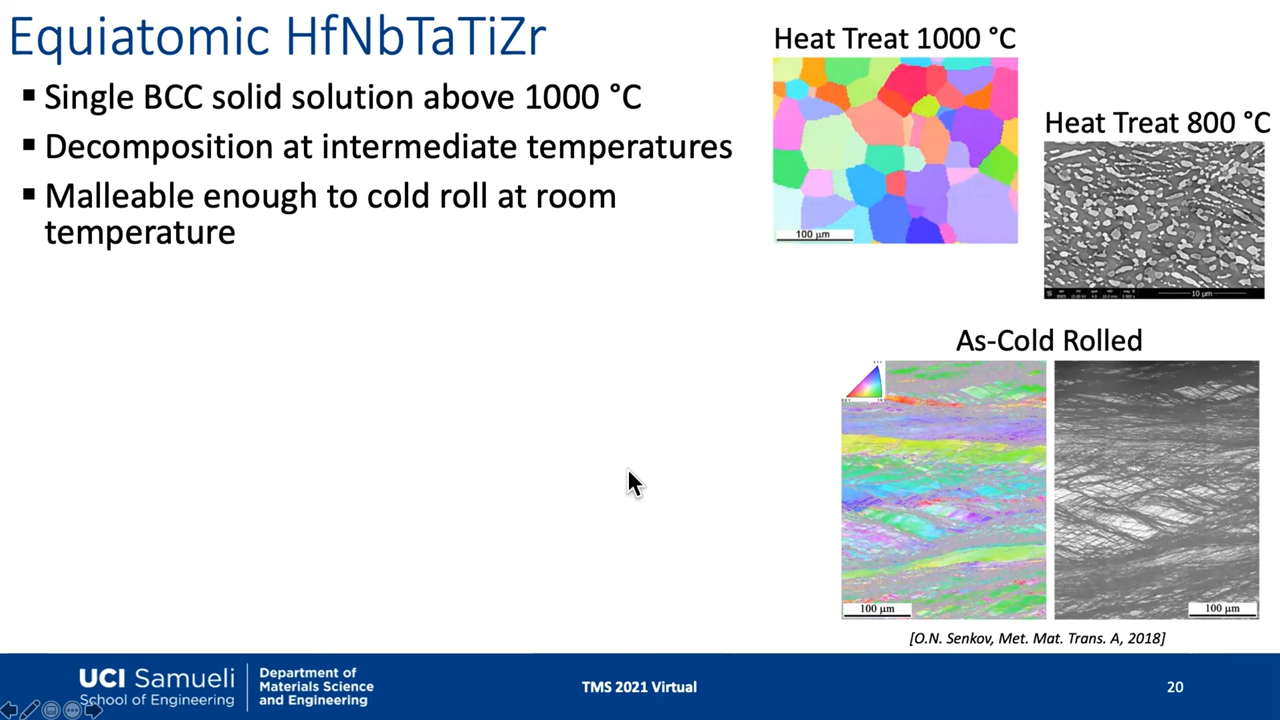 Equiatomic HfNbTaTiZr
▪ Single BCC solid solution above 1000 °C
▪ Decomposition at intermediate temperatures
▪ Malleable enough to cold roll at room
temperature
Heat Treat 1000 °C
100 µm
Heat Treat 800 °C
10 µm
As-Cold Rolled
100 µm
100 µm
[O.N. Senkov, Met. Mat. Trans. A, 2018]
UCI Samueli
School of Engineering
Department of
Materials Science
and Engineering
TMS 2021 Virtual
20